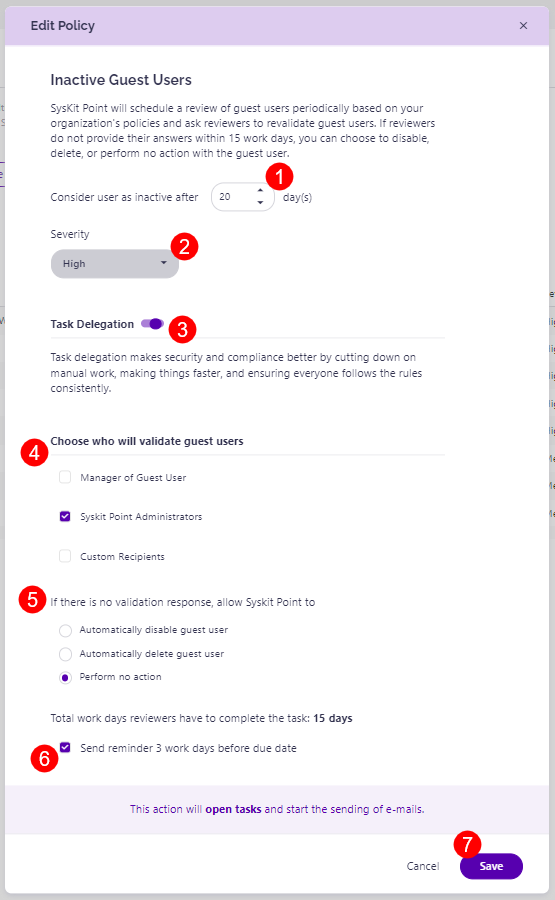 Edit Policy ×
Inactive Guest Users
SysKit Point will schedule a review of guest users periodically based on your
organization's policies and ask reviewers to revalidate guest users. If reviewers
do not provide their answers within 15 work days, you can choose to disable,
delete, or perform no action with the guest user.
1
Consider user as inactive after 20 day(s)
Severity
2
High
Task Delegation 3
Task delegation makes security and compliance better by cutting down on
manual work, making things faster, and ensuring everyone follows the rules
consistently.
Choose who will validate guest users
4
Manager of Guest User
Syskit Point Administrators
Custom Recipients
5 If there is no validation response, allow Syskit Point to
Automatically disable guest user
Automatically delete guest user
Perform no action
Total work days reviewers have to complete the task: 15 days
6 Send reminder 3 work days before due date
This action will open tasks and start the sending of e-mails.
7
Cancel Save